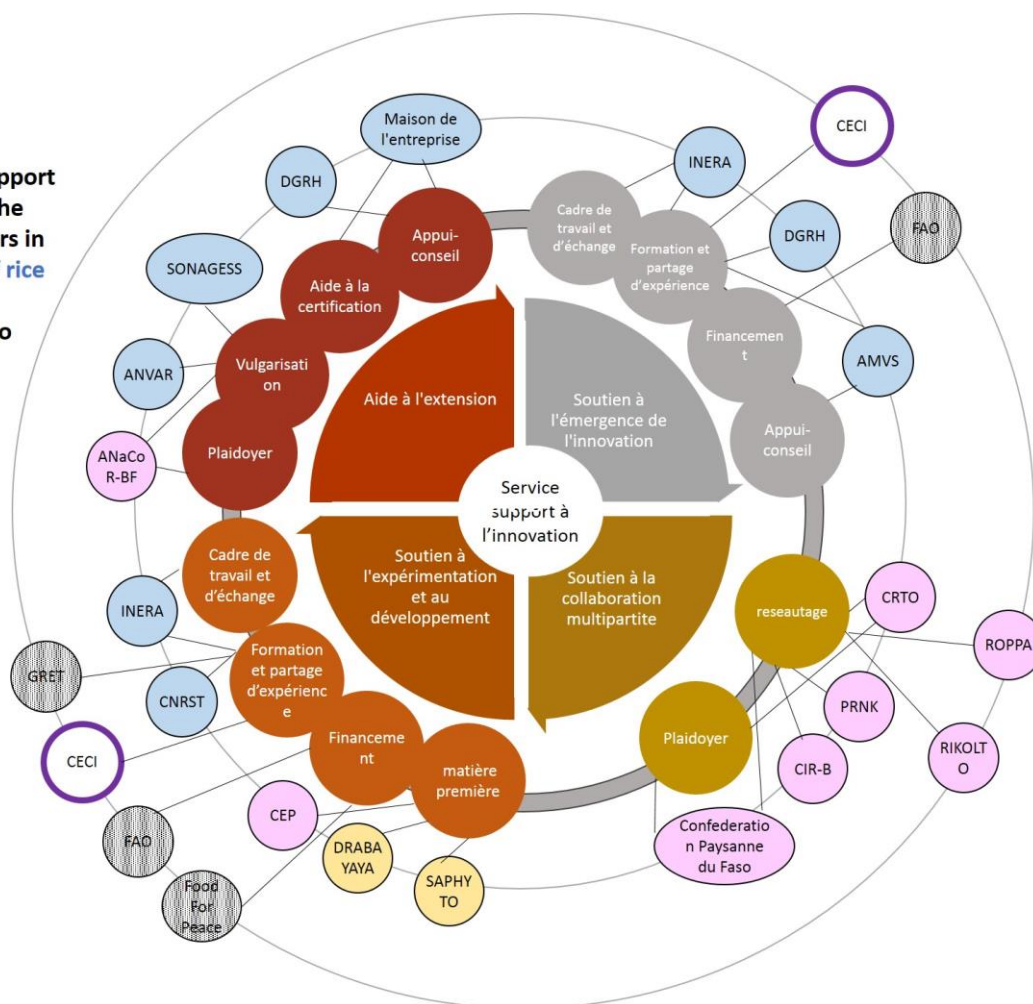 pport
he
rs in
rice
o
Maison de
l'entreprise
DGRH
SONAGESS
ANVAR
ANaCo
R-BF
Appui-
conseil
Aide à la
certification
Vulgarisati
on
Plaidoyer
Aide à l'extension
INERA
CECI
DGRH
FAO
AMVS
Cadre de
travail et
d'échange
Formation et
partage
d'expérience
Financemen
t
Appui-
conseil
Soutien à
l'émergence de
l'innovation
Service
support à
l'innovation
Soutien à
l'expérimentation
et au
développement
Soutien à la
collaboration
multipartite
Cadre de
travail et
d'échange
Formation
et partage
d'expérienc
e
Financeme
nt
matière
première
INERA
GRET
CNRST
CECI
FAO
Food
For
Peace
CEP
DRABA
YAYA
SAPHY
TO
reseautage
Plaidoyer
CRTO
ROPPA
PRNK
RIKOLT
O
CIR-B
Confederatio
n Paysanne
du Faso